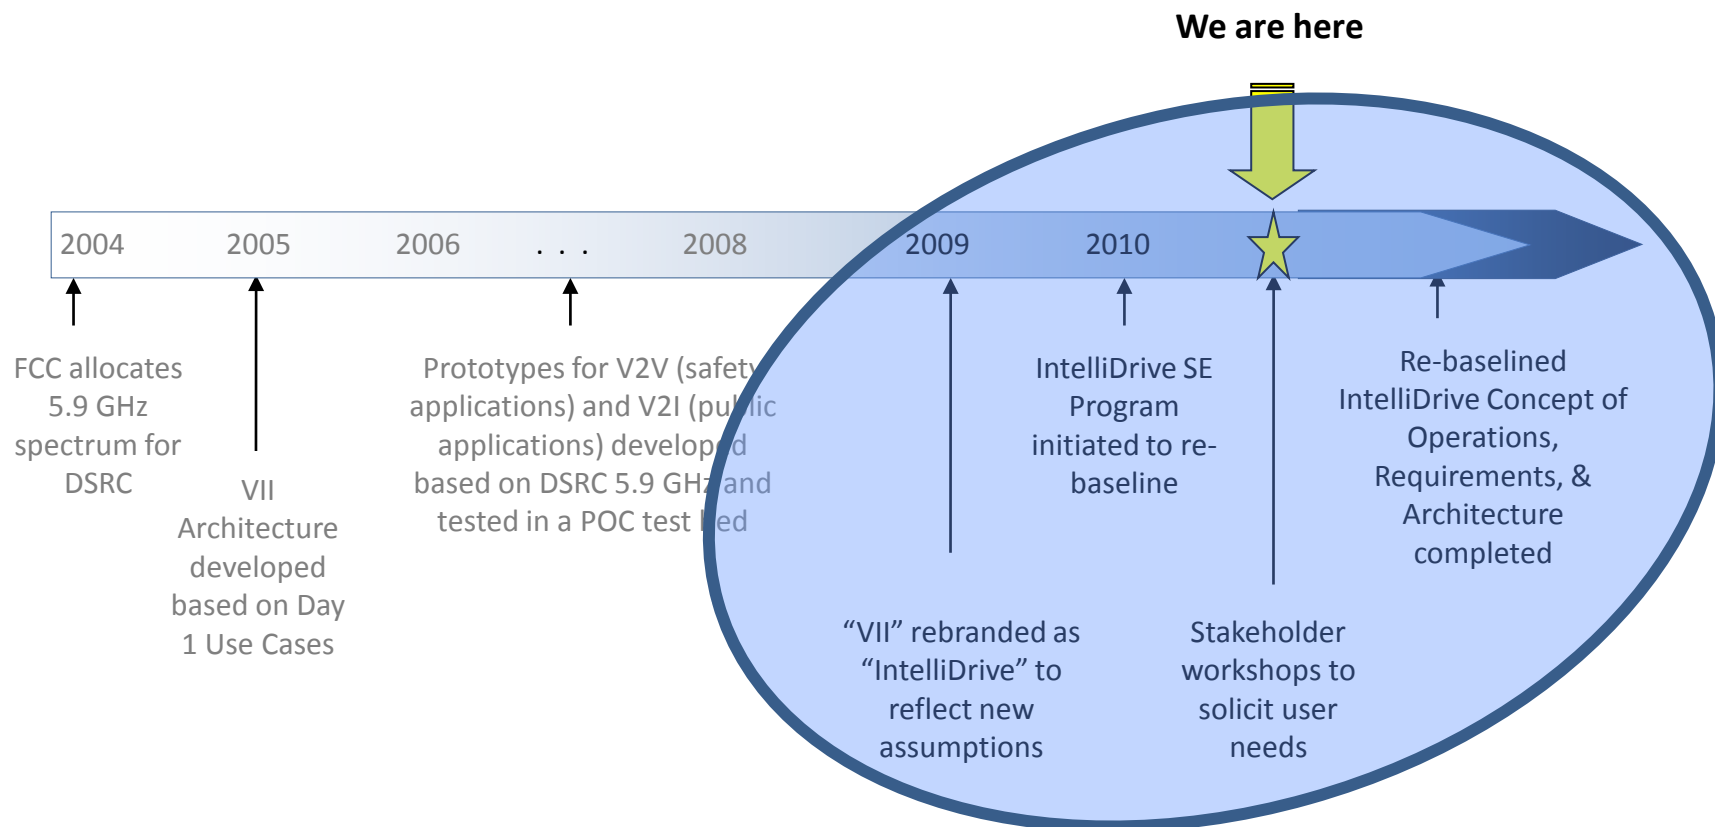 We are here
2004
2005
2006
. . .
2008
2009
2010
FCC allocates
5.9 GHz
spectrum for
DSRC
VII
Architecture
developed
based on Day
1 Use Cases
Prototypes for V2V (safety
applications) and V2I (public
applications) developed
based on DSRC 5.9 GHz and
tested in a POC test bed
“VII” rebranded as
“IntelliDrive” to
reflect new
assumptions
IntelliDrive SE
Program
initiated to re-
baseline
Stakeholder
workshops to
solicit user
needs
Re-baselined
IntelliDrive Concept of
Operations,
Requirements, &
Architecture
completed